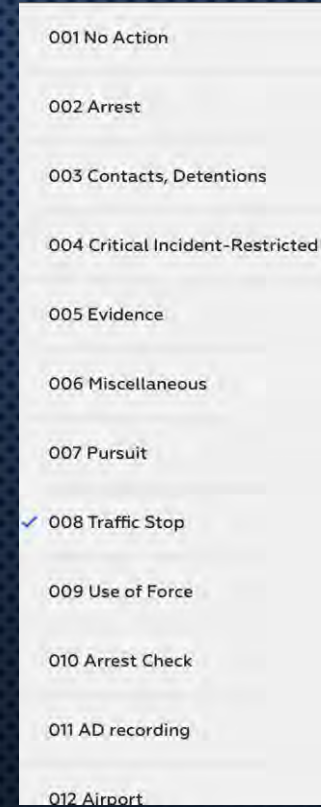 001 No Action
002 Arrest
003 Contacts, Detentions
004 Critical Incident-Restricted
005 Evidence
006 Miscellaneous
007 Pursuit
008 Traffic Stop
009 Use of Force
010 Arrest Check
011 AD recording
012 Airport